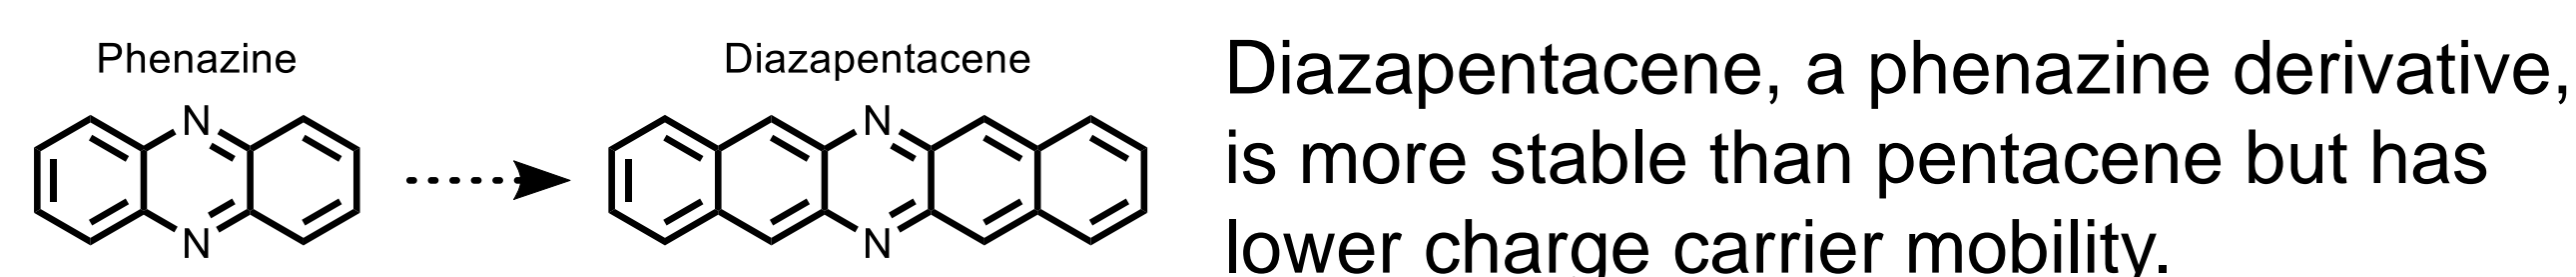 Phenazine
Diazapentacene
N
N
N
N
Diazapentacene, a phenazine derivative,
is more stable than pentacene but has
lower charge carrier mobility.